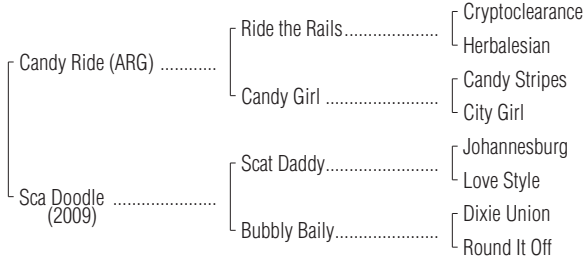 Cryptoclearance
Ride the Rails....................
Herbalesian
Candy Ride (ARG) ............
Candy Stripes
Candy Girl ........................
City Girl
Johannesburg
Scat Daddy........................
Love Style
Sca Doodle ......................
(2009)
Dixie Union
Bubbly Baily......................
Round It Off